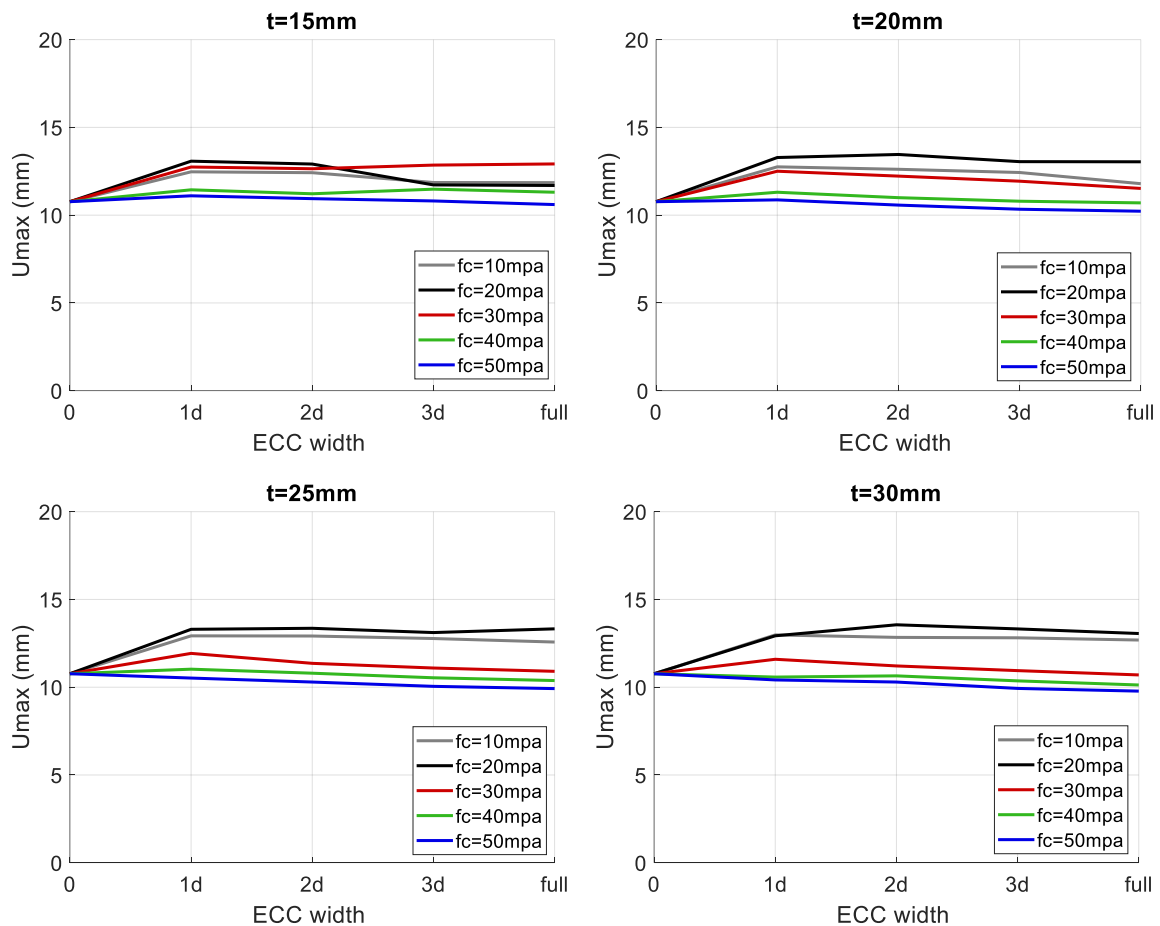 t=15mm
20
15
10
5
0
Umax (mm)
fc=10mpa
fc=20mpa
fc=30mpa
fc=40mpa
fc=50mpa
0 1d 2d 3d full
ECC width
t=20mm
20
15
10
5
0
Umax (mm)
fc=10mpa
fc=20mpa
fc=30mpa
fc=40mpa
fc=50mpa
0 1d 2d 3d full
ECC width
t=25mm
20
15
10
5
0
Umax (mm)
fc=10mpa
fc=20mpa
fc=30mpa
fc=40mpa
fc=50mpa
0 1d 2d 3d full
ECC width
t=30mm
20
15
10
5
0
Umax (mm)
fc=10mpa
fc=20mpa
fc=30mpa
fc=40mpa
fc=50mpa
0 1d 2d 3d full
ECC width